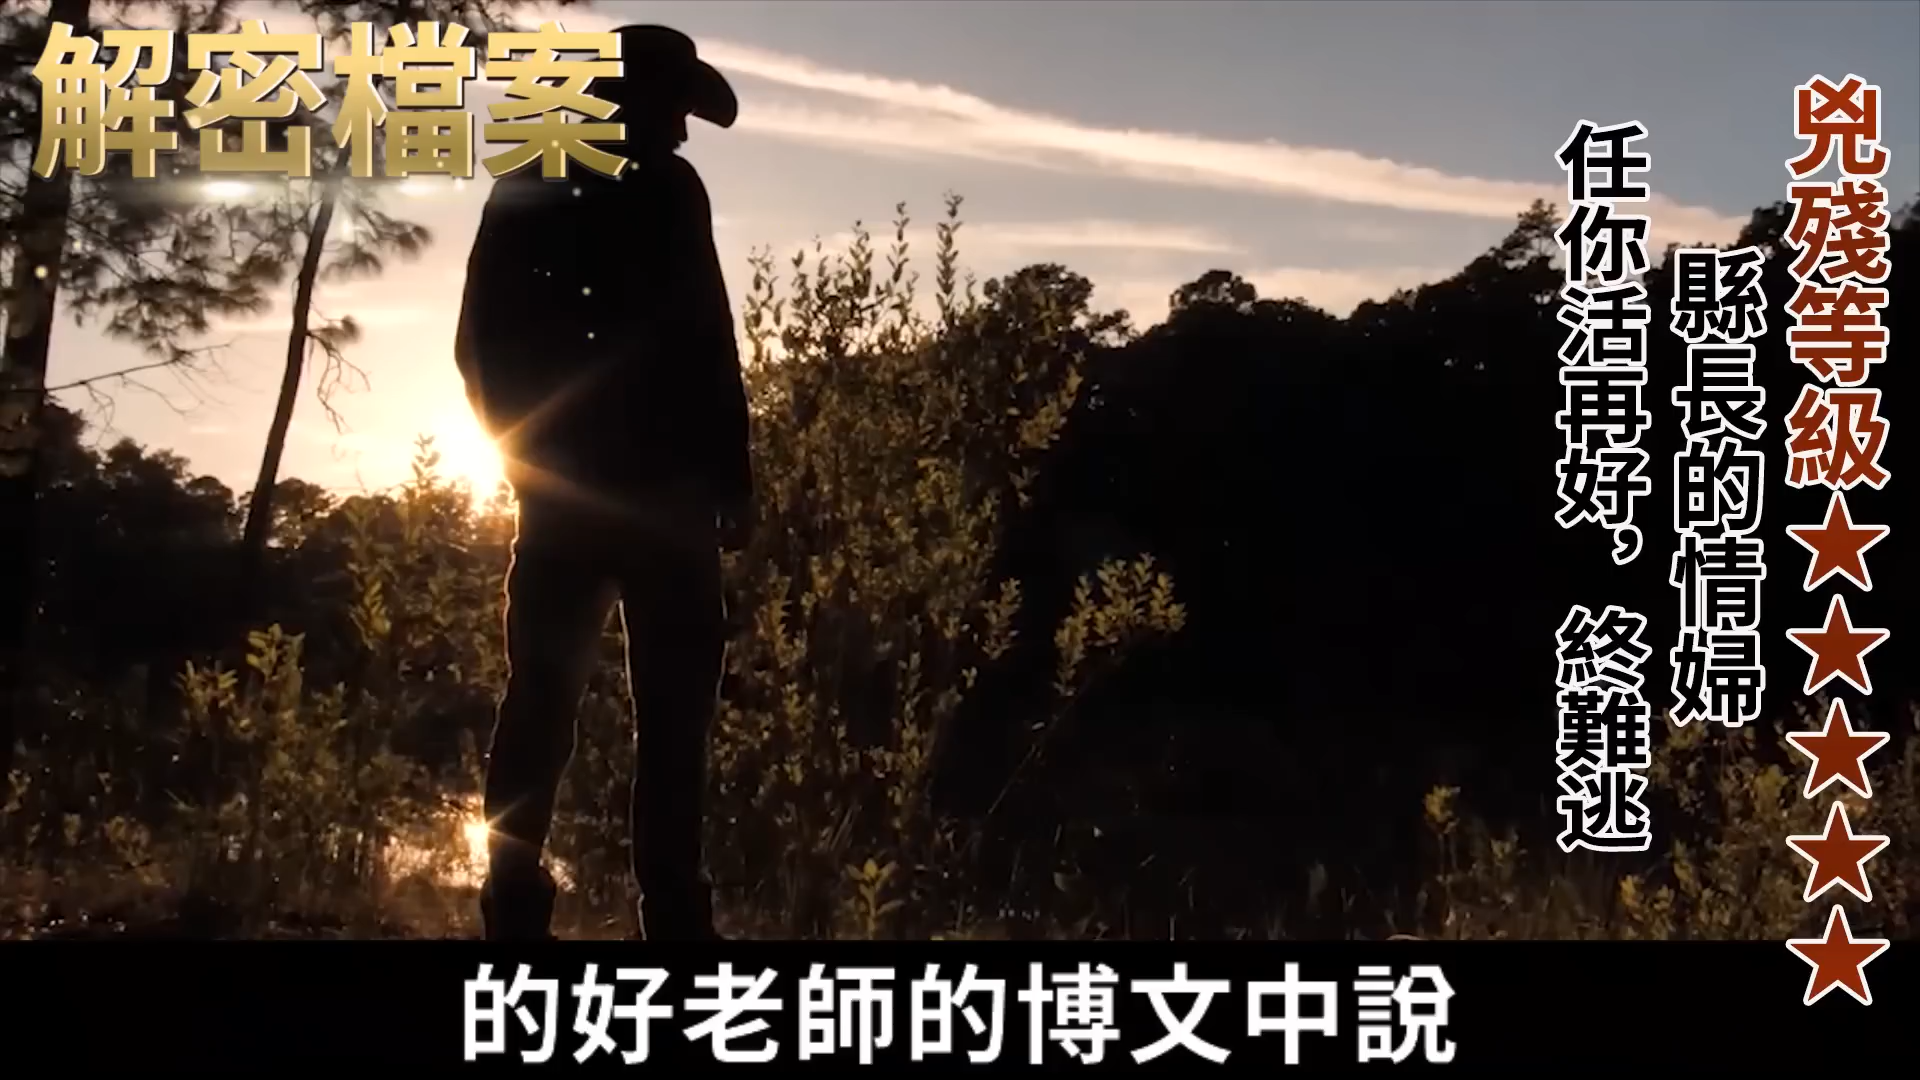 解密檔案
兇殘等級★★★★★
縣長的情婦
任你活再好，終難逃
的好老師的博文中說